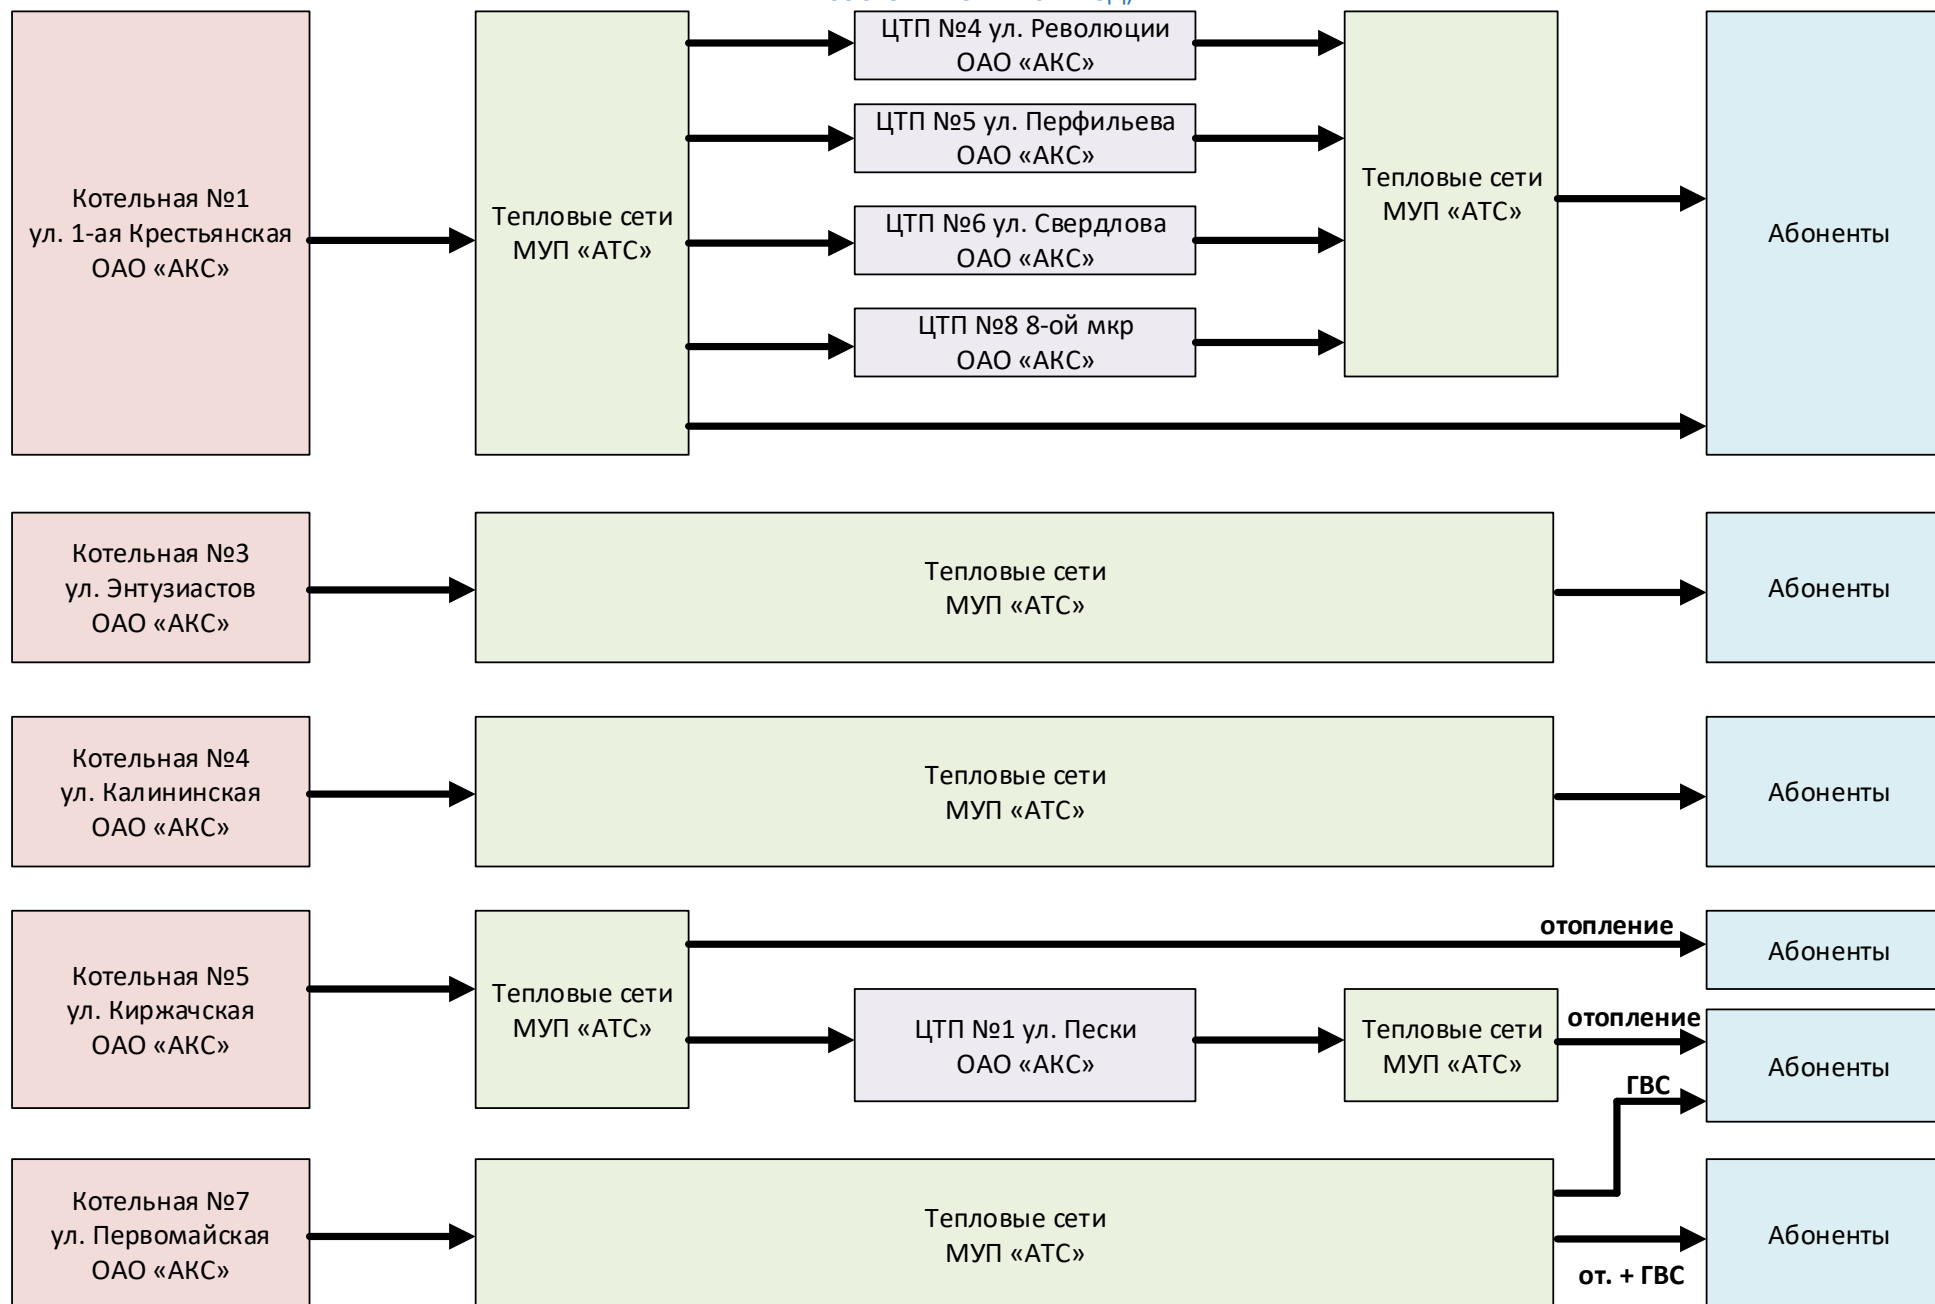 Котельная №1
ул. 1-ая Крестьянская
ОАО «АКС»
Тепловые сети
МУП «АТС»
ЦТП №4 ул. Революции
ОАО «АКС»
ЦТП №5 ул. Перфильева
ОАО «АКС»
ЦТП №6 ул. Свердлова
ОАО «АКС»
ЦТП №8 8-ой мкр
ОАО «АКС»
Тепловые сети
МУП «АТС»
Абоненты
Котельная №3
ул. Энтузиастов
ОАО «АКС»
Тепловые сети
МУП «АТС»
Абоненты
Котельная №4
ул. Калининская
ОАО «АКС»
Тепловые сети
МУП «АТС»
Абоненты
Котельная №5
ул. Киржачская
ОАО «АКС»
Тепловые сети
МУП «АТС»
отопление
Абоненты
ЦТП №1 ул. Пески
ОАО «АКС»
Тепловые сети
МУП «АТС»
отопление
ГВС
Абоненты
Котельная №7
ул. Первомайская
ОАО «АКС»
Тепловые сети
МУП «АТС»
от. + ГВС
Абоненты